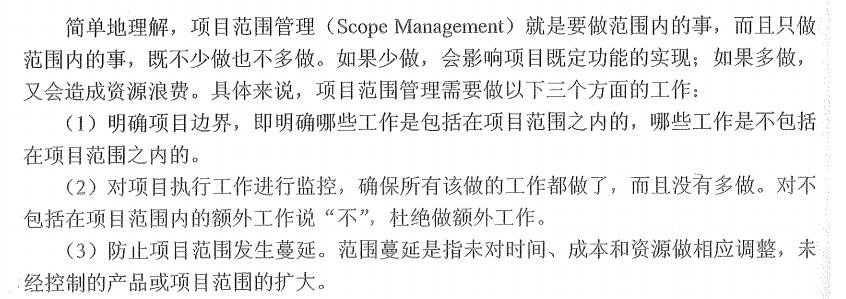 简单地理解，项目范围管理（Scope Management）就是要做范围内的事，而且只做
范围内的事，既不少做也不多做。如果少做，会影响项目既定功能的实现；如果多做，
又会造成资源浪费。具体来说，项目范围管理需要做以下三个方面的工作：
（1）明确项目边界，即明确哪些工作是包括在项目范围之内的，哪些工作是不包括
在项目范围之内的。
（2）对项目执行工作进行监控，确保所有该做的工作都做了，而且没有多做。对不
包括在项目范围内的额外工作说“不”，杜绝做额外工作。
（3）防止项目范围发生蔓延。范围蔓延是指未对时间、成本和资源做相应调整，未
经控制的产品或项目范围的扩大。